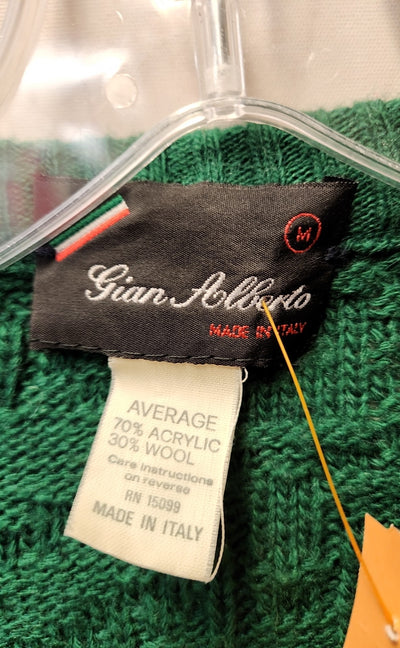 M
Gian Alberto
MADE IN ITALY
AVERAGE
70% ACRYLIC
30% WOOL
Care instructions
on reverse
RN 15099
MADE IN ITALY